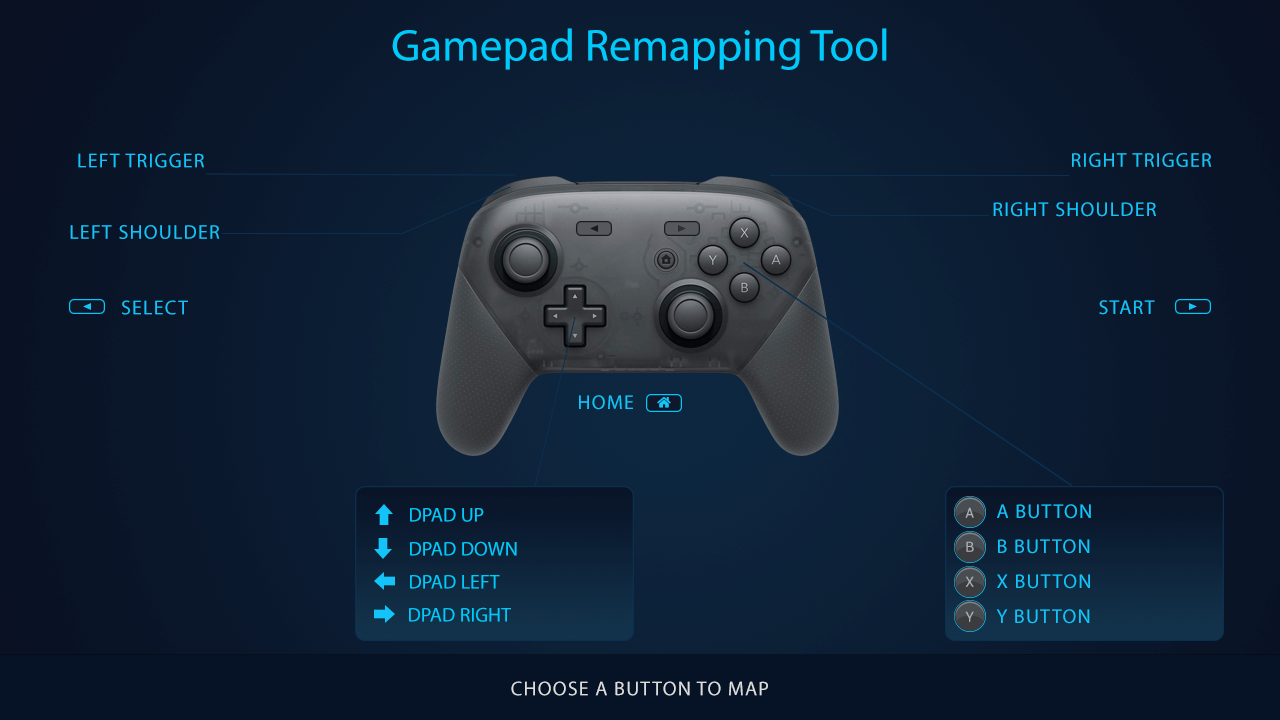 Gamepad Remapping Tool
LEFT TRIGGER
RIGHT TRIGGER
RIGHT SHOULDER
LEFT SHOULDER
X
Y
A
B
SELECT
START
HOME
DPAD UP
DPAD DOWN
DPAD LEFT
DPAD RIGHT
A A BUTTON
B B BUTTON
X X BUTTON
Y Y BUTTON
CHOOSE A BUTTON TO MAP